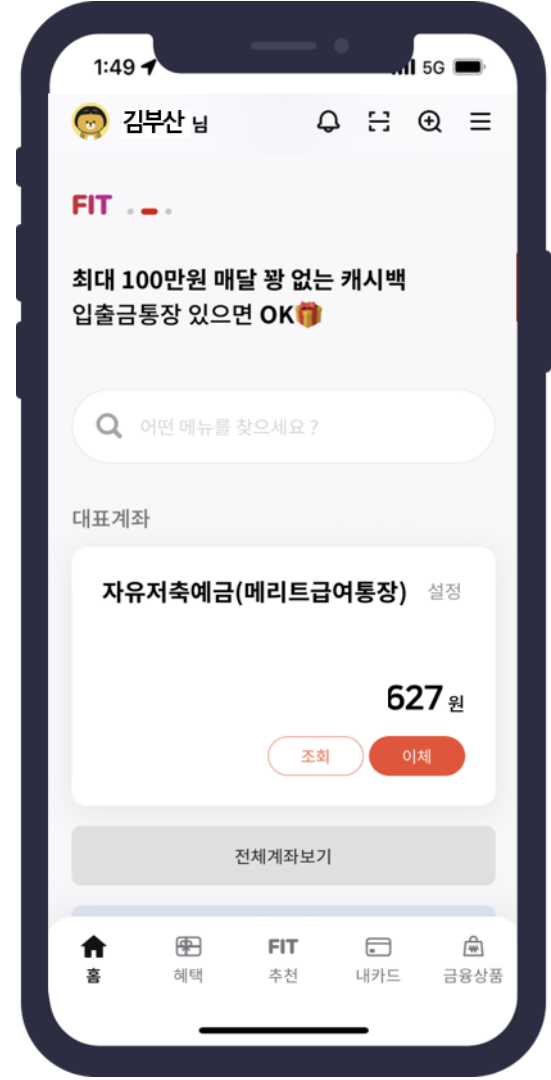 1:49 5G
김부산 님
FIT
최대 100만원 매달 꽝 없는 캐시백
입출금통장 있으면 OK🎁
어떤 메뉴를 찾으세요 ?
대표계좌
자유저축예금(메리트급여통장) 설정
627 원
조회 이체
전체계좌보기
홈 혜택 FIT 추천 내카드 금융상품